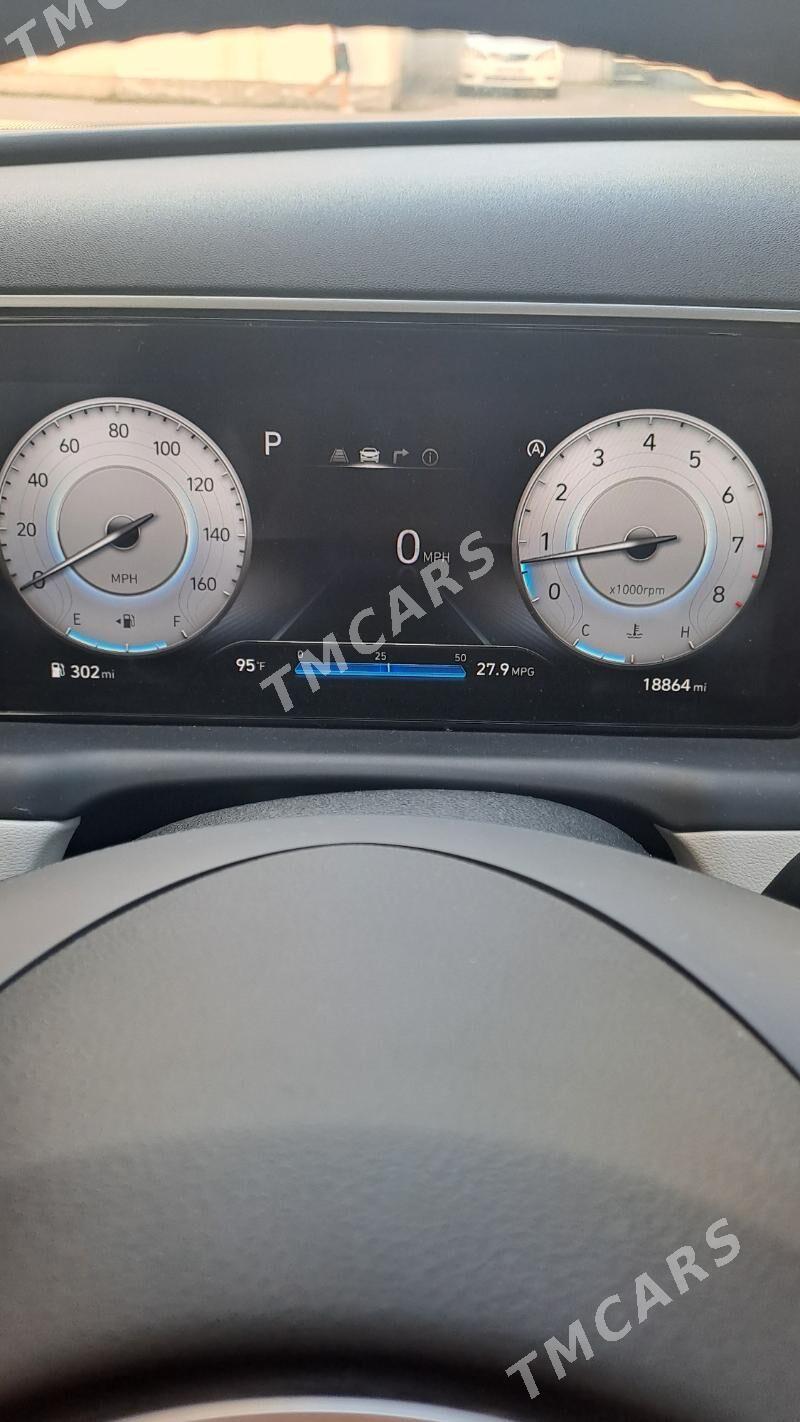 TMCARS
60 80 100
40 120
20 140
0 160
MPH
E F
302 mi
P
0 MPH
TMCARS
95°F
0 25 50
27.9 MPG
A
3 4 5
2 6
1 7
0 8
x1000rpm
C H
18864 mi
TMCARS